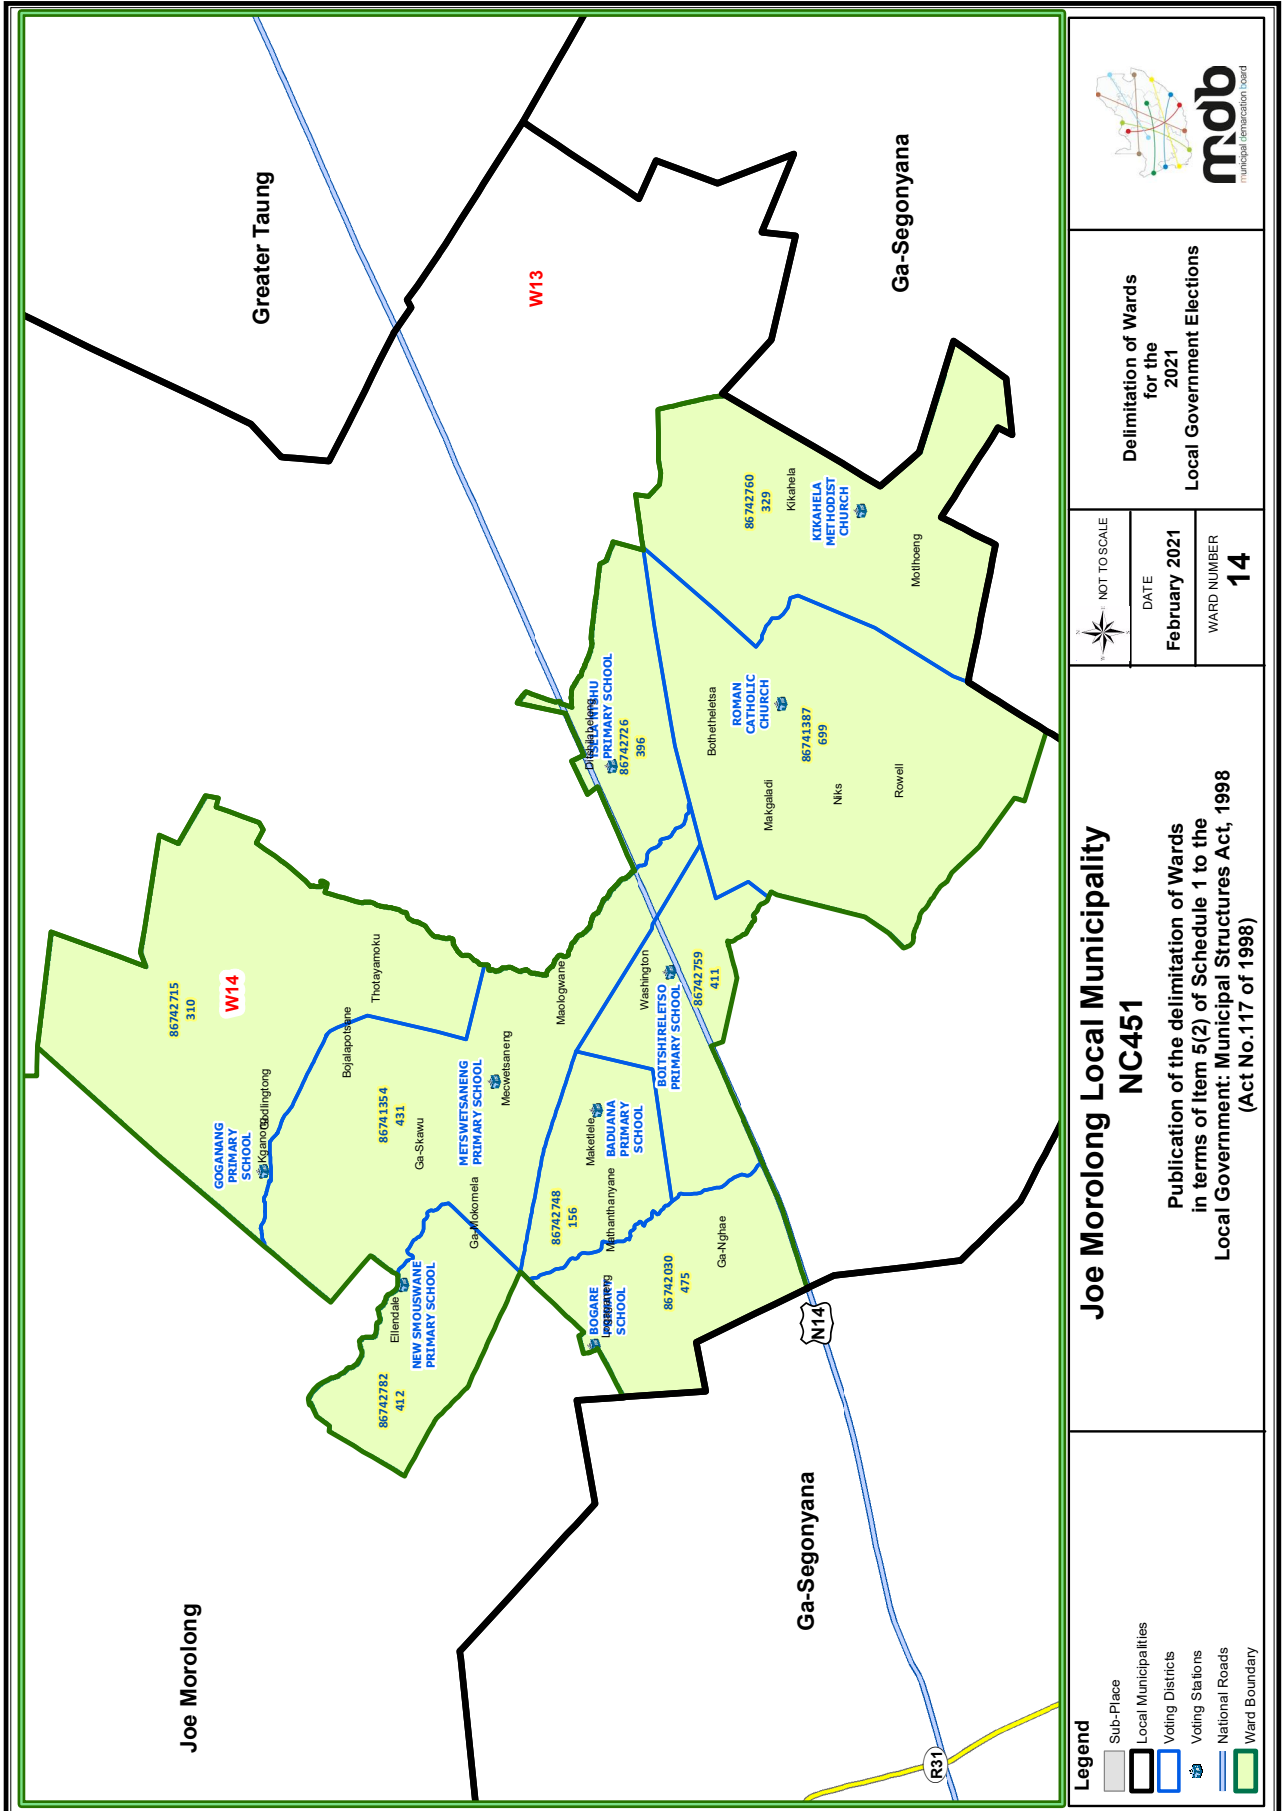 Joe Morolong
Greater Taung
Ga-Segonyana
Ga-Segonyana
W13
W14
86742715
310
GOGANANG
PRIMARY
SCHOOL
Kganong
Godlingtong
Thotayamoku
Bojalapotsane
86741354
431
Ga-Skawu
METSWETSANENG
PRIMARY SCHOOL
Mecwetsaneng
Ga-Mokomela
Maologwane
Ellendale
NEW SMOUSWANE
PRIMARY SCHOOL
86742782
412
86742748
156
Maketlele
BADUANA
PRIMARY
SCHOOL
Mathanthanyane
BOGARE
SCHOOL
86742030
475
Ga-Nghae
Washington
BOITSHIRELETSO
PRIMARY SCHOOL
86742759
411
PRIMARY SCHOOL
86742726
396
Bothetheletsa
ROMAN
CATHOLIC
CHURCH
86741387
699
Makgaladi
Niks
Rowell
86742760
329
Kikahela
KIKAHELA
METHODIST
CHURCH
Motlhoeng
N14
R31
Legend
Sub-Place
Local Municipalities
Voting Districts
Voting Stations
National Roads
Ward Boundary
Joe Morolong Local Municipality
NC451
Publication of the delimitation of Wards
in terms of Item 5(2) of Schedule 1 to the
Local Government: Municipal Structures Act, 1998
(Act No.117 of 1998)
NOT TO SCALE
DATE
February 2021
WARD NUMBER
14
Delimitation of Wards
for the
2021
Local Government Elections
mdb
municipal demarcation board